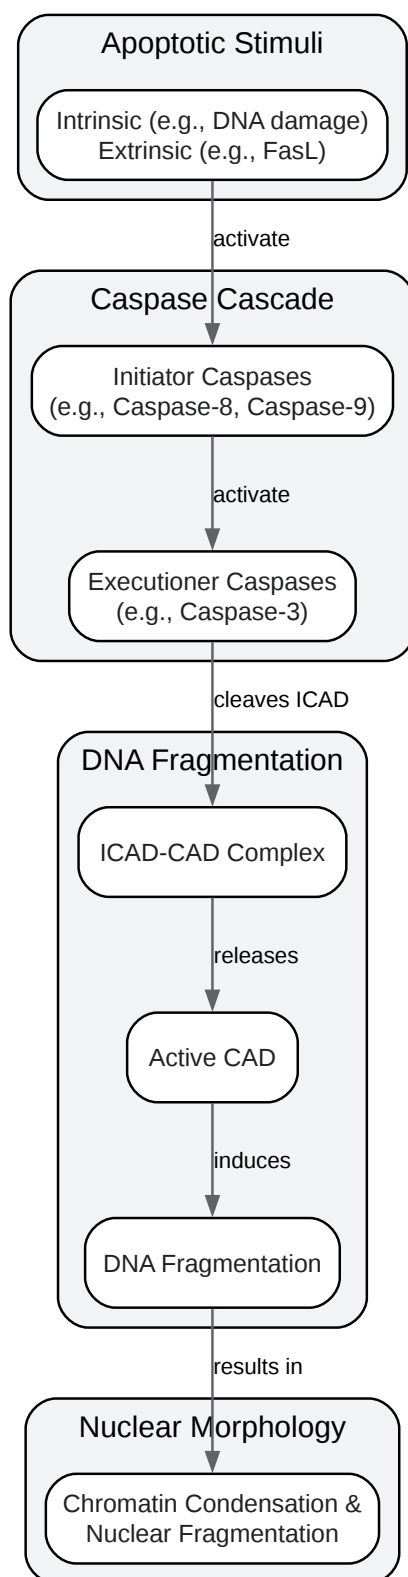 Apoptotic Stimuli
Intrinsic (e.g., DNA damage)
Extrinsic (e.g., FasL)
activate
Caspase Cascade
Initiator Caspases
(e.g., Caspase-8, Caspase-9)
activate
Executioner Caspases
(e.g., Caspase-3)
cleaves ICAD
DNA Fragmentation
ICAD-CAD Complex
releases
Active CAD
induces
DNA Fragmentation
results in
Nuclear Morphology
Chromatin Condensation &
Nuclear Fragmentation